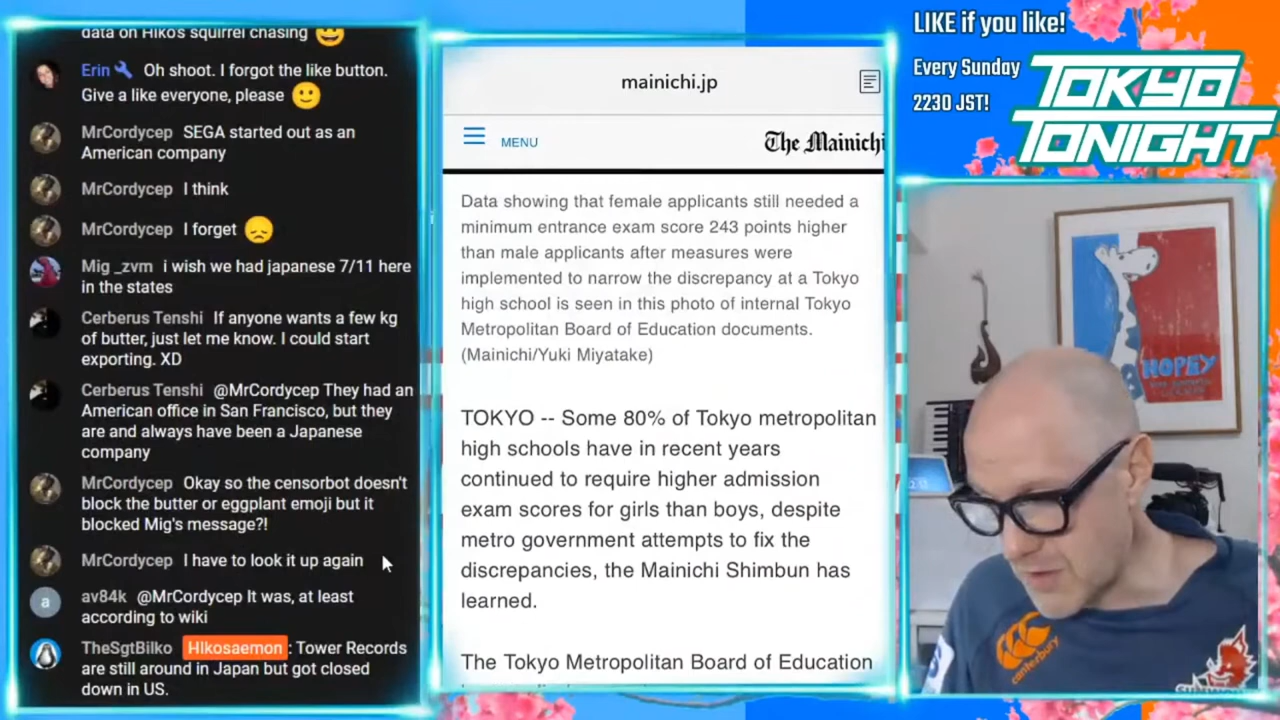 data on Hiko's squirrel chasing
Erin Oh shoot. I forgot the like button.
Give a like everyone, please
MrCordycep SEGA started out as an
American company
MrCordycep I think
MrCordycep I forget
Mig _zvm i wish we had japanese 7/11 here
in the states
Cerberus Tenshi If anyone wants a few kg
of butter, just let me know. I could start
exporting. XD
Cerberus Tenshi @MrCordycep They had an
American office in San Francisco, but they
are and always have been a Japanese
company
MrCordycep Okay so the censorbot doesn't
block the butter or eggplant emoji but it
blocked Mig's message?!
MrCordycep I have to look it up again
a
av84k @MrCordycep It was, at least
according to wiki
TheSgtBilko HIkosaemon : Tower Records
are still around in Japan but got closed
down in US.
mainichi.jp
MENU
The Mainichi
Data showing that female applicants still needed a
minimum entrance exam score 243 points higher
than male applicants after measures were
implemented to narrow the discrepancy at a Tokyo
high school is seen in this photo of internal Tokyo
Metropolitan Board of Education documents.
(Mainichi/Yuki Miyatake)
TOKYO -- Some 80% of Tokyo metropolitan
high schools have in recent years
continued to require higher admission
exam scores for girls than boys, despite
metro government attempts to fix the
discrepancies, the Mainichi Shimbun has
learned.
The Tokyo Metropolitan Board of Education
LIKE if you like!
Every Sunday
2230 JST!
TOKYO
TONIGHT
HOPEY
canterbury